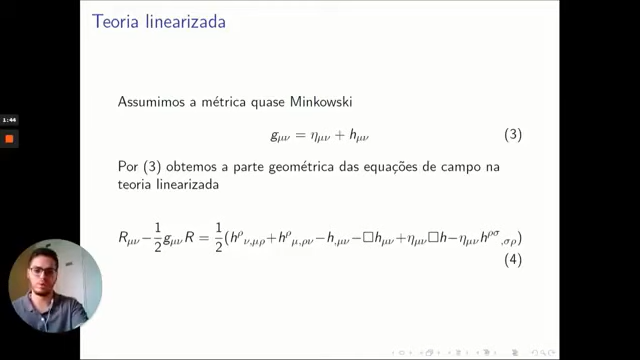 Teoria linearizada
1:44
Assumimos a métrica quase Minkowski
g_{μν} = η_{μν} + h_{μν} (3)
Por (3) obtemos a parte geométrica das equações de campo na
teoria linearizada
R_{μν} − \frac{1}{2}g_{μν}R = \frac{1}{2}(h^ρ_{ν,μρ} + h^ρ_{μ,ρν} − h_{,μν} − □h_{μν} + η_{μν}□h − η_{μν}h^{ρσ}_{,σρ})
(4)